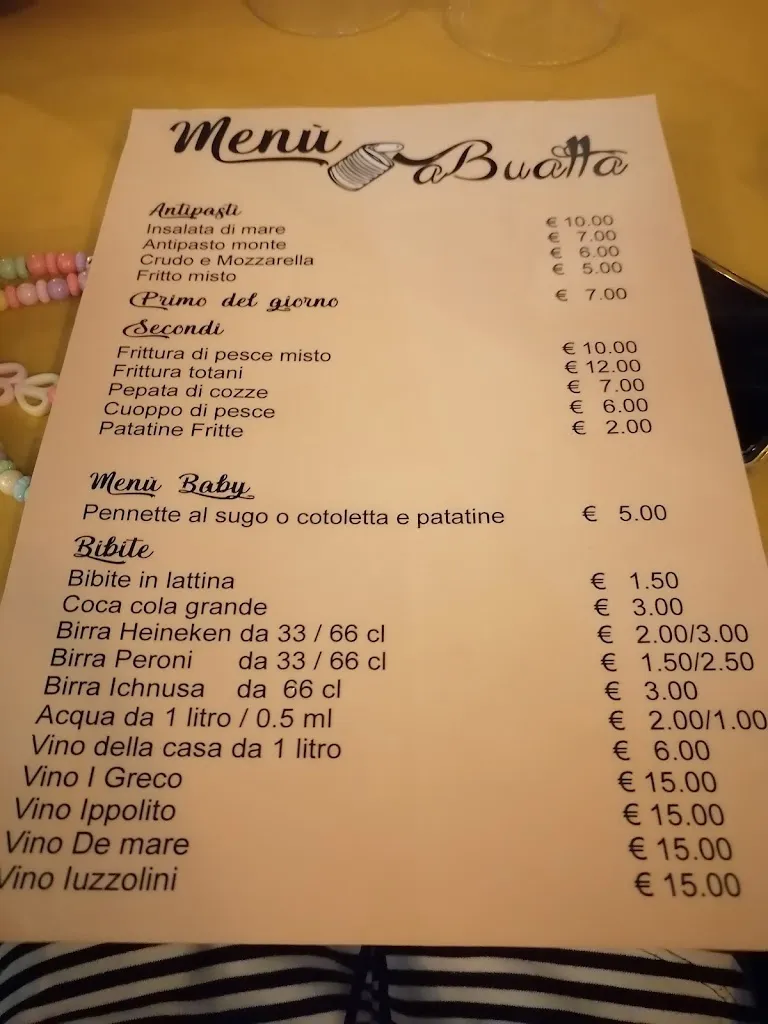 Menù a Buatta
Antipasti
Insalata di mare € 10.00
Antipasto monte € 7.00
Crudo e Mozzarella € 6.00
Fritto misto € 5.00
Primo del giorno € 7.00
Secondi
Frittura di pesce misto € 10.00
Frittura totani € 12.00
Pepata di cozze € 7.00
Cuoppo di pesce € 6.00
Patatine Fritte € 2.00
Menù Baby
Pennette al sugo o cotoletta e patatine € 5.00
Bibite
Bibite in lattina € 1.50
Coca cola grande € 3.00
Birra Heineken da 33 / 66 cl € 2.00/3.00
Birra Peroni da 33 / 66 cl € 1.50/2.50
Birra Ichnusa da 66 cl € 3.00
Acqua da 1 litro / 0.5 ml € 2.00/1.00
Vino della casa da 1 litro € 6.00
Vino I Greco € 15.00
Vino Ippolito € 15.00
Vino De mare € 15.00
Vino Iuzzolini € 15.00